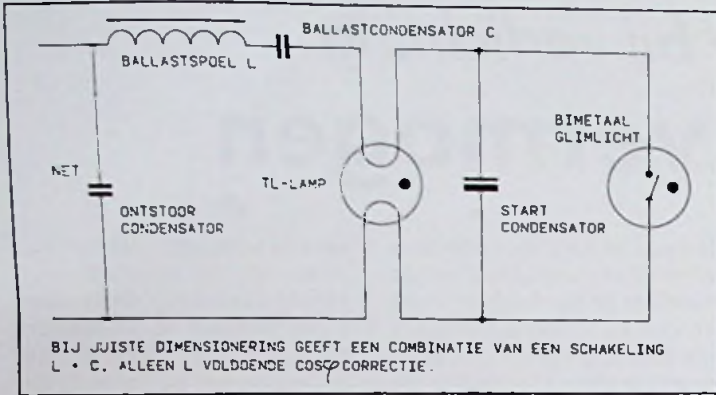 BALLASTCONDENSATOR C
BALLASTSPOEL L
BIMETAAL
GLIMLICHT
NET
TL-LAMP
ONTSTOOR
CONDENSATOR
START
CONDENSATOR
BIJ JUISTE DIMENSIONERING GEEFT EEN COMBINATIE VAN EEN SCHAKELING
L + C, ALLEEN L VOLDOENDE COSφ CORRECTIE.